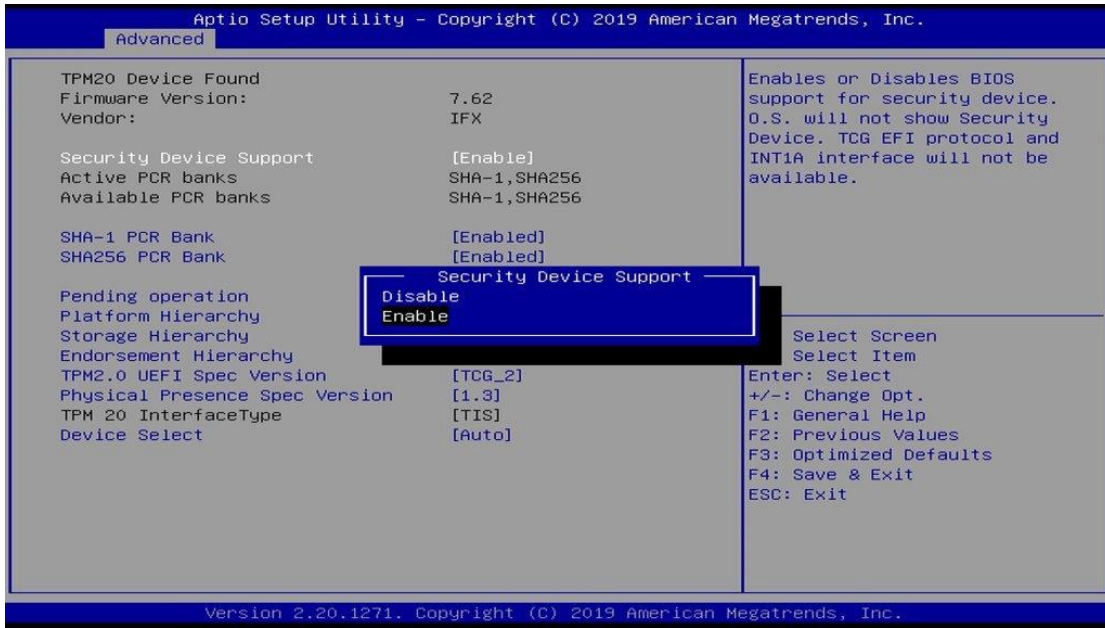 Aptio Setup Utility – Copyright (C) 2019 American Megatrends, Inc.
Advanced
TPM20 Device Found
Firmware Version: 7.62
Vendor: IFX
Security Device Support [Enable]
Active PCR banks SHA-1,SHA256
Available PCR banks SHA-1,SHA256
SHA-1 PCR Bank [Enabled]
SHA256 PCR Bank [Enabled]
Pending operation
Platform Hierarchy
Storage Hierarchy
Endorsement Hierarchy
TPM2.0 UEFI Spec Version [TCG_2]
Physical Presence Spec Version [1.3]
TPM 20 InterfaceType [TIS]
Device Select [Auto]
Security Device Support
Disable
Enable
Enables or Disables BIOS
support for security device.
O.S. will not show Security
Device. TCG EFI protocol and
INT1A interface will not be
available.
Select Screen
Select Item
Enter: Select
+/-: Change Opt.
F1: General Help
F2: Previous Values
F3: Optimized Defaults
F4: Save & Exit
ESC: Exit
Version 2.20.1271. Copyright (C) 2019 American Megatrends, Inc.